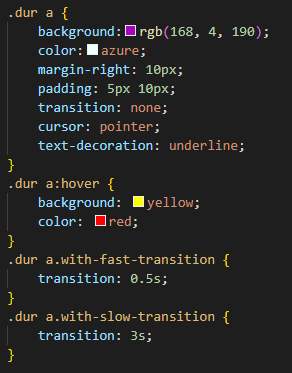 .dur a {
background: rgb(168, 4, 190);
color: azure;
margin-right: 10px;
padding: 5px 10px;
transition: none;
cursor: pointer;
text-decoration: underline;
}
.dur a:hover {
background: yellow;
color: red;
}
.dur a.with-fast-transition {
transition: 0.5s;
}
.dur a.with-slow-transition {
transition: 3s;
}